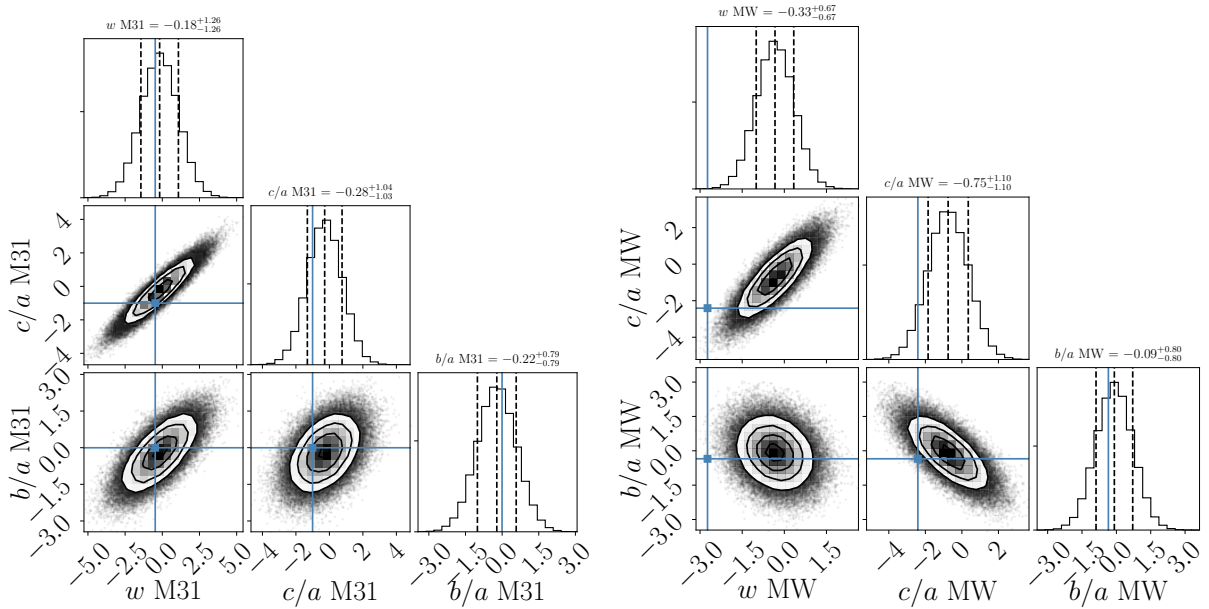 w M31 = −0.18 +1.26 −1.26
c/a M31 = −0.28 +1.04 −1.03
b/a M31 = −0.22 +0.79 −0.79
4
2
0
−2
−4
c/a M31
3.0
1.5
0.0
−1.5
−3.0
b/a M31
−5.0 −2.5 0.0 2.5 5.0
w M31
−4 −2 0 2 4
c/a M31
−3.0 −1.5 0.0 1.5 3.0
b/a M31
w MW = −0.33 +0.67 −0.67
c/a MW = −0.75 +1.10 −1.10
b/a MW = −0.09 +0.80 −0.80
2
0
−2
−4
c/a MW
3.0
1.5
0.0
−1.5
−3.0
b/a MW
−3.0 −1.5 0.0 1.5
w MW
−4 −2 0 2
c/a MW
−3.0 −1.5 0.0 1.5 3.0
b/a MW